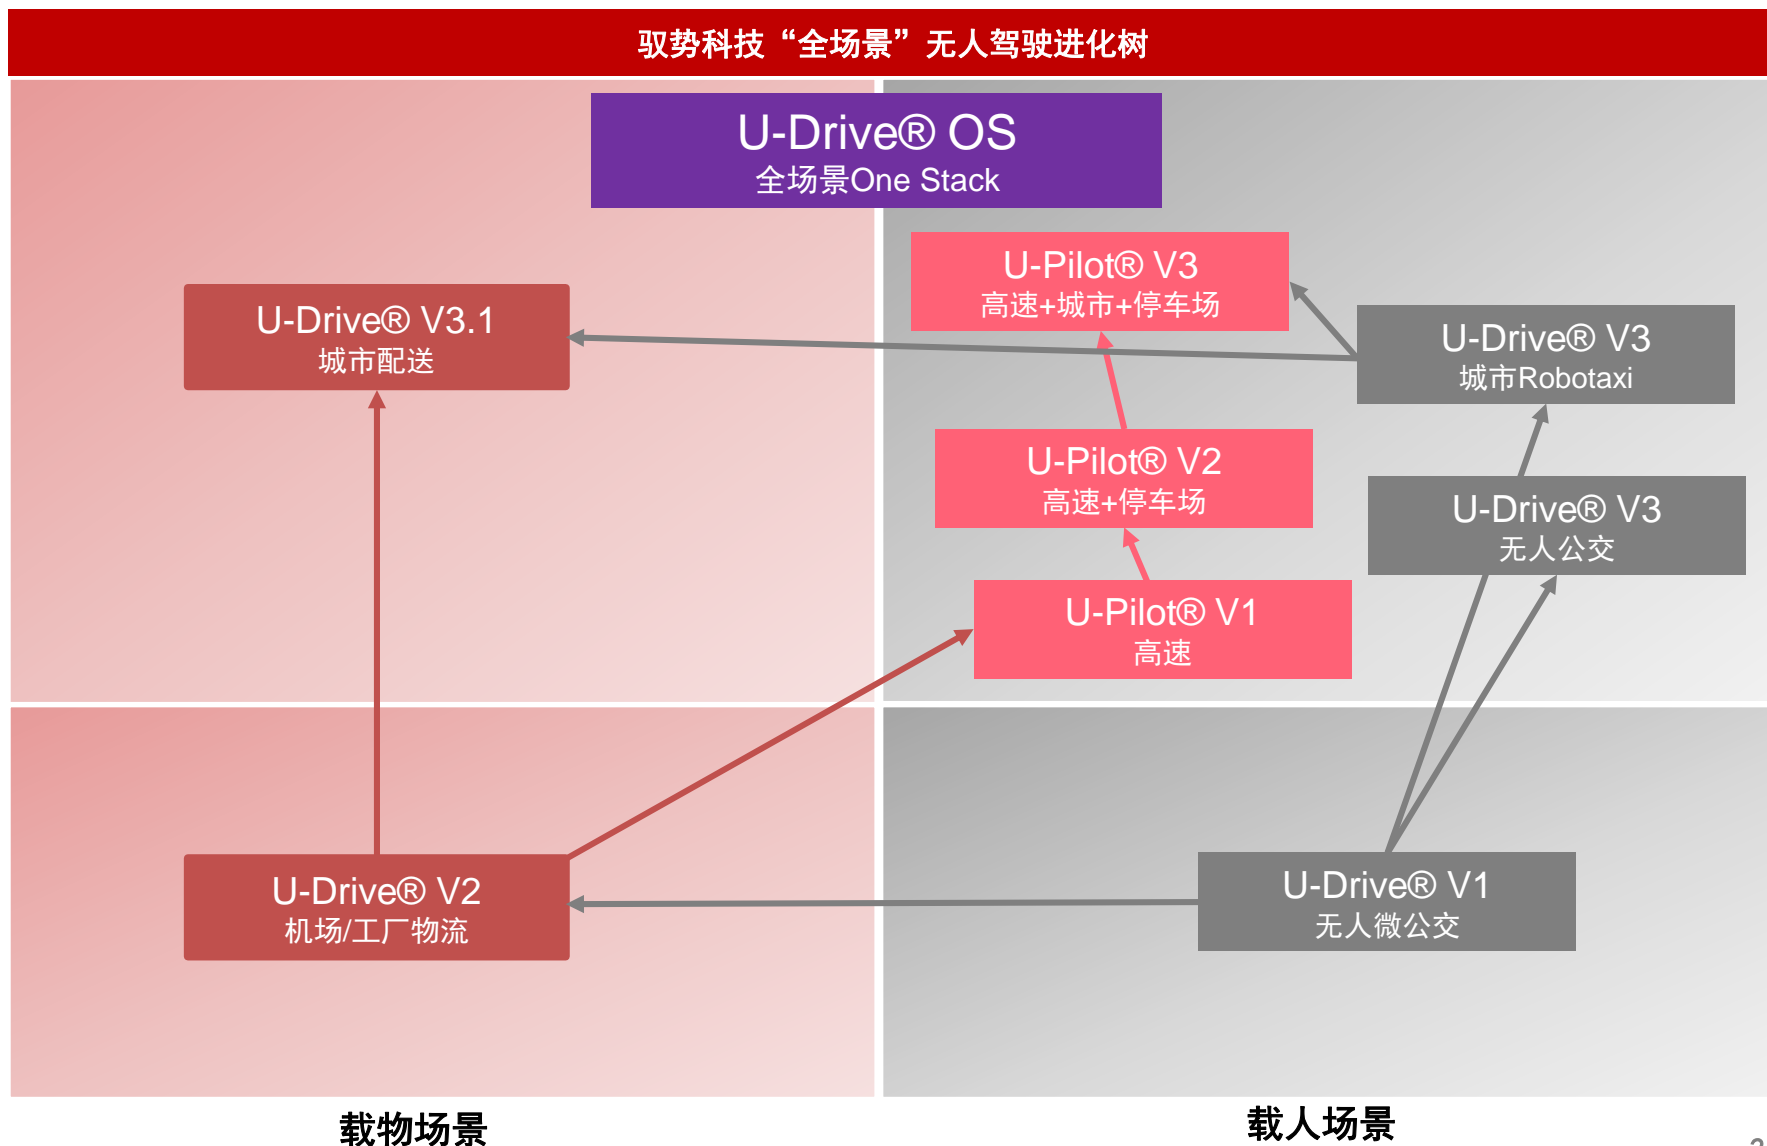 驭势科技“全场景”无人驾驶进化树
U-Drive® OS
全场景One Stack
U-Pilot® V3
高速+城市+停车场
U-Drive® V3.1
城市配送
U-Drive® V3
城市Robotaxi
U-Pilot® V2
高速+停车场
U-Drive® V3
无人公交
U-Pilot® V1
高速
U-Drive® V2
机场/工厂物流
U-Drive® V1
无人微公交
载物场景
载人场景